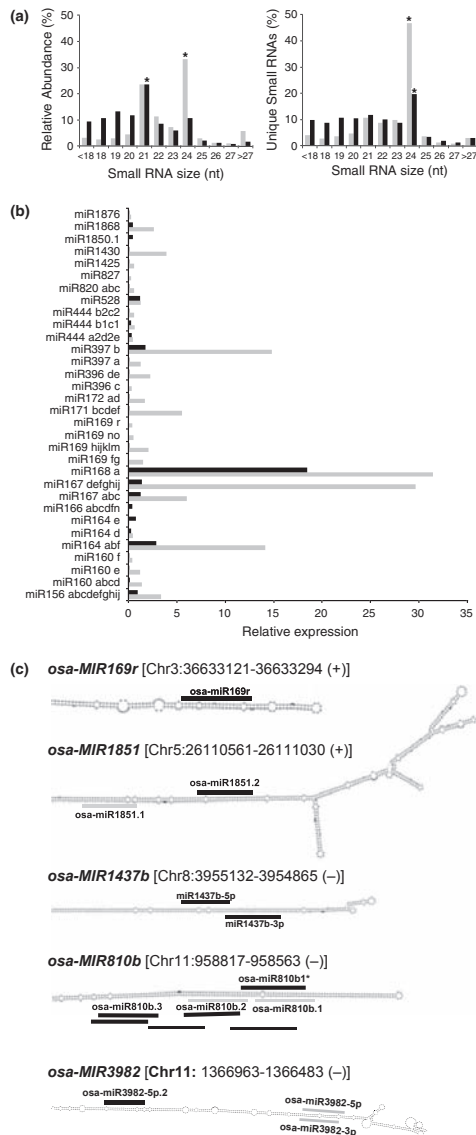 (a)
Relative Abundance (%)
50
40
30
20
10
0
* *
<18 18 19 20 21 22 23 24 25 26 27 >27
Small RNA size (nt)
Unique Small RNAs (%)
50
40
30
20
10
0
* *
<18 18 19 20 21 22 23 24 25 26 27 >27
Small RNA size (nt)
(b)
miR1876
miR1868
miR1850.1
miR1430
miR1425
miR827
miR820 abc
miR528
miR444 b2c2
miR444 b1c1
miR444 a2d2e
miR397 b
miR397 a
miR396 de
miR396 c
miR172 ad
miR171 bcdef
miR169 r
miR169 no
miR169 hijklm
miR169 fg
miR168 a
miR167 defghij
miR167 abc
miR166 abcdfn
miR164 e
miR164 d
miR164 abf
miR160 f
miR160 e
miR160 abcd
miR156 abcdefghij
0 5 10 15 20 25 30 35
Relative expression
(c)
osa-MIR169r [Chr3:36633121-36633294 (+)]
osa-miR169r
osa-MIR1851 [Chr5:26110561-26111030 (+)]
osa-miR1851.2
osa-miR1851.1
osa-MIR1437b [Chr8:3955132-3954865 (–)]
miR1437b-5p
miR1437b-3p
osa-MIR810b [Chr11:958817-958563 (–)]
osa-miR810b1*
osa-miR810b.3 osa-miR810b.2 osa-miR810b.1
osa-MIR3982 [Chr11: 1366963-1366483 (–)]
osa-miR3982-5p.2 osa-miR3982-5p
osa-miR3982-3p